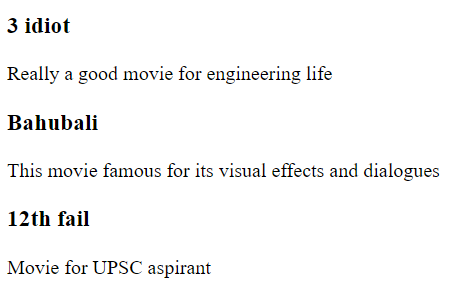 3 idiot
Really a good movie for engineering life
Bahubali
This movie famous for its visual effects and dialogues
12th fail
Movie for UPSC aspirant